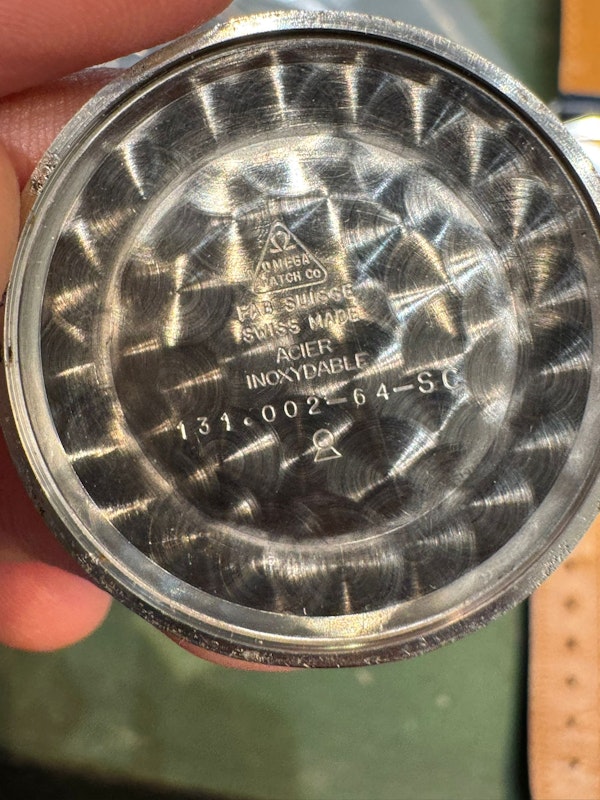 Ω
OMEGA
WATCH CO
FAB. SUISSE
SWISS MADE
ACIER
INOXYDABLE
131.002-64-SC